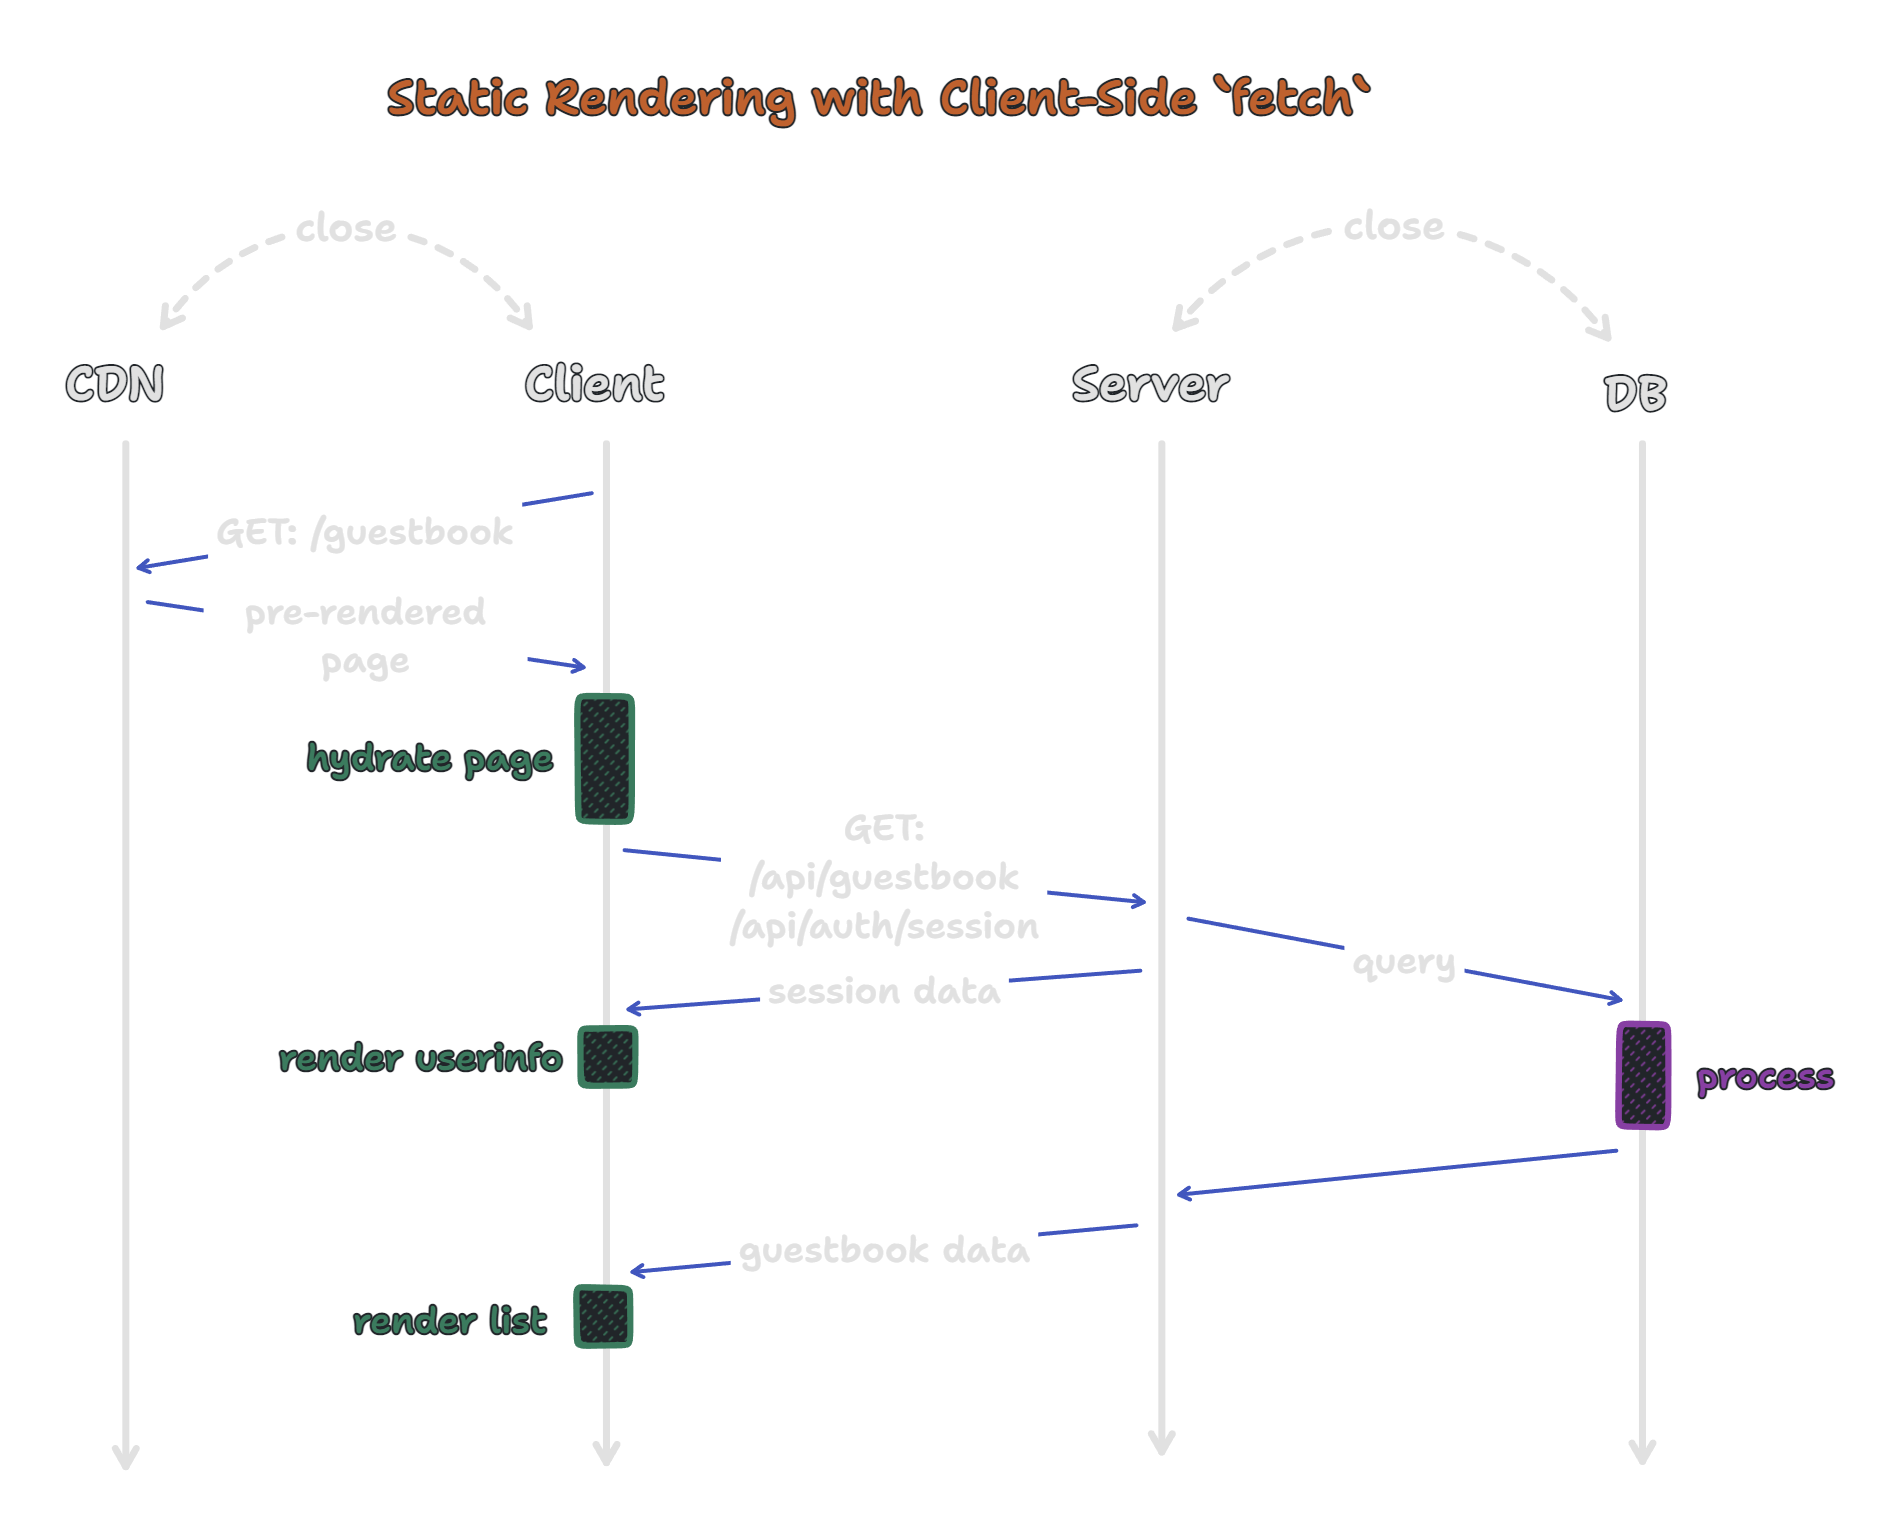 Static Rendering with Client-Side `fetch`
close
close
CDN
Client
Server
DB
GET: /guestbook
pre-rendered
page
hydrate page
GET:
/api/guestbook
/api/auth/session
query
session data
render userinfo
process
guestbook data
render list